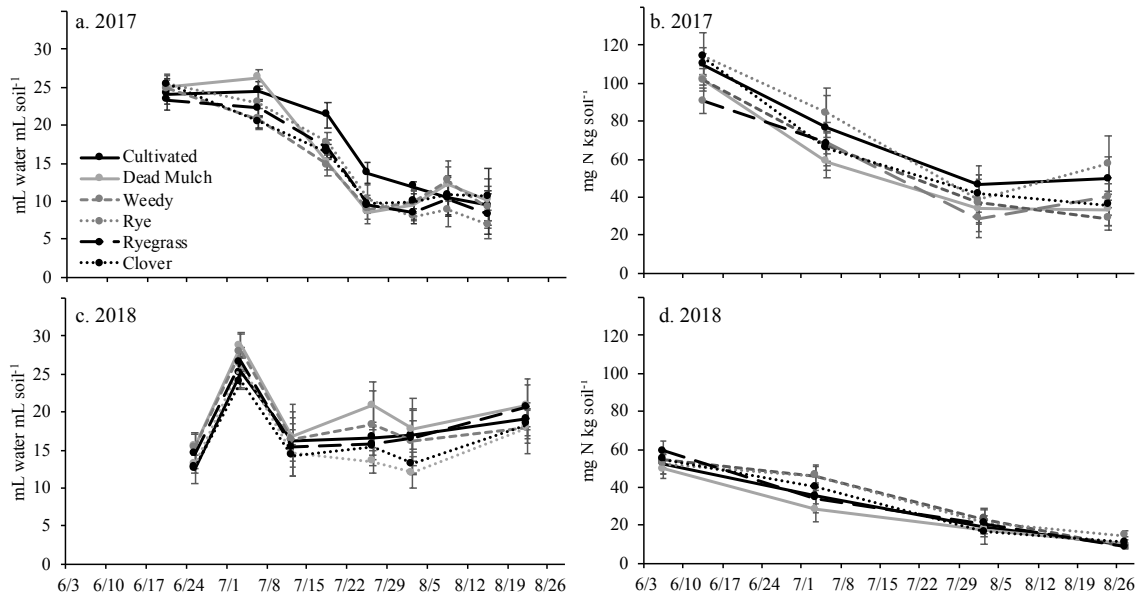 a. 2017
35
30
25
20
15
10
5
0
mL water mL soil-1
Cultivated
Dead Mulch
Weedy
Rye
Ryegrass
Clover
b. 2017
140
120
100
80
60
40
20
0
mg N kg soil-1
c. 2018
35
30
25
20
15
10
5
0
mL water mL soil-1
6/3 6/10 6/17 6/24 7/1 7/8 7/15 7/22 7/29 8/5 8/12 8/19 8/26
d. 2018
140
120
100
80
60
40
20
0
mg N kg soil-1
6/3 6/10 6/17 6/24 7/1 7/8 7/15 7/22 7/29 8/5 8/12 8/19 8/26